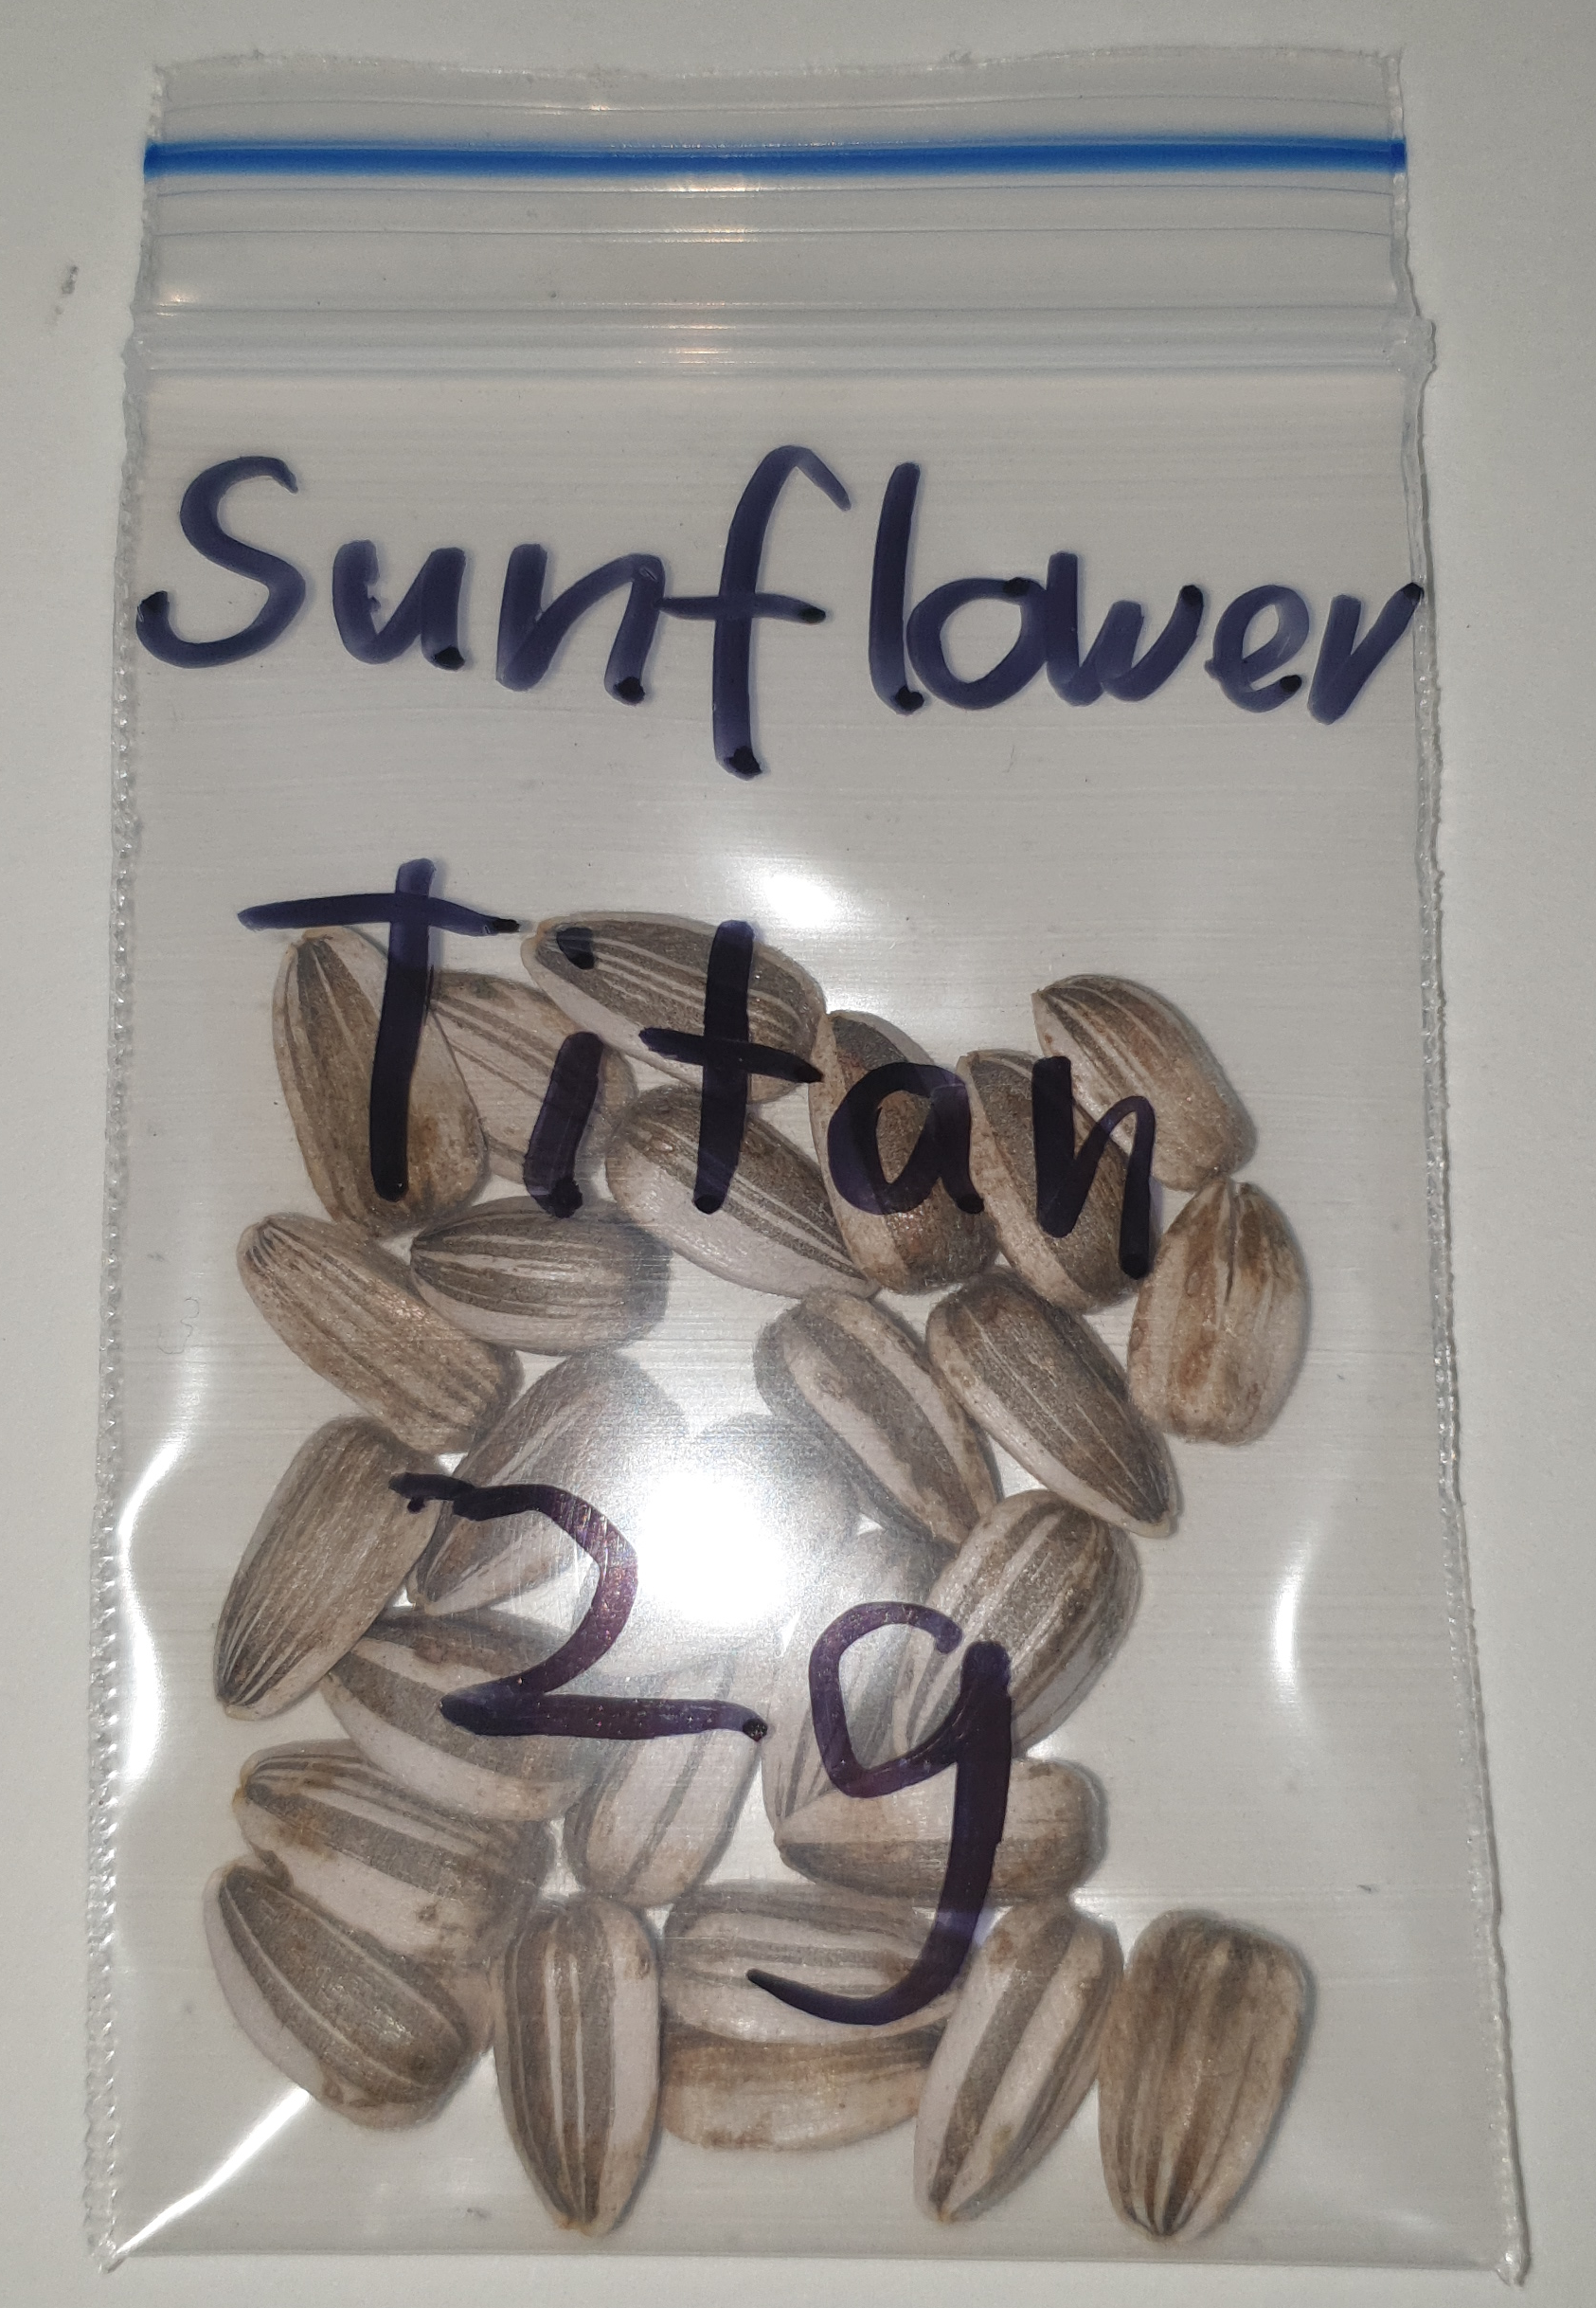 Sunflower
Titan
2g